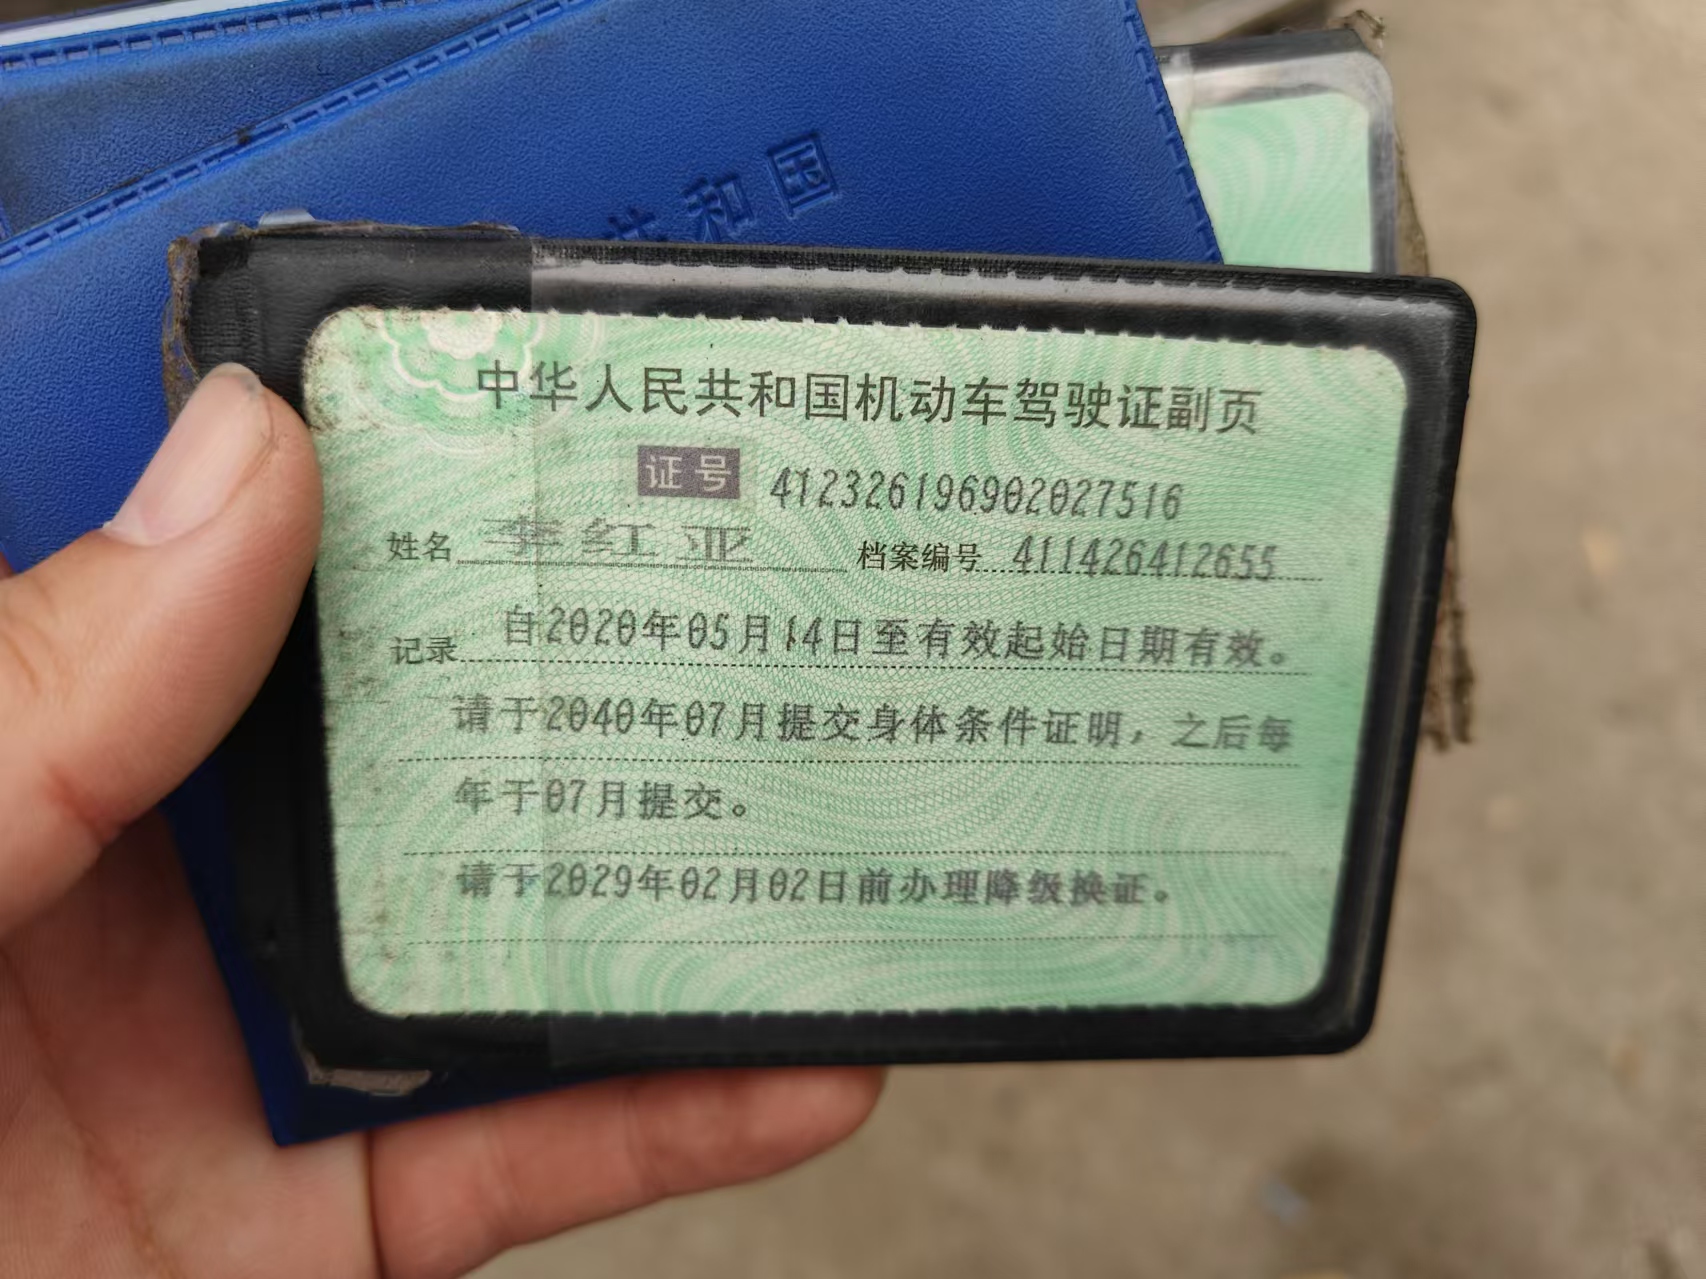 共和国
中华人民共和国机动车驾驶证副页
证号 412326196902027516
姓名 李红亚 档案编号 411426412655
记录 自2020年05月14日至有效起始日期有效。
请于2040年07月提交身体条件证明，之后每
年于07月提交。
请于2029年02月02日前办理降级换证。